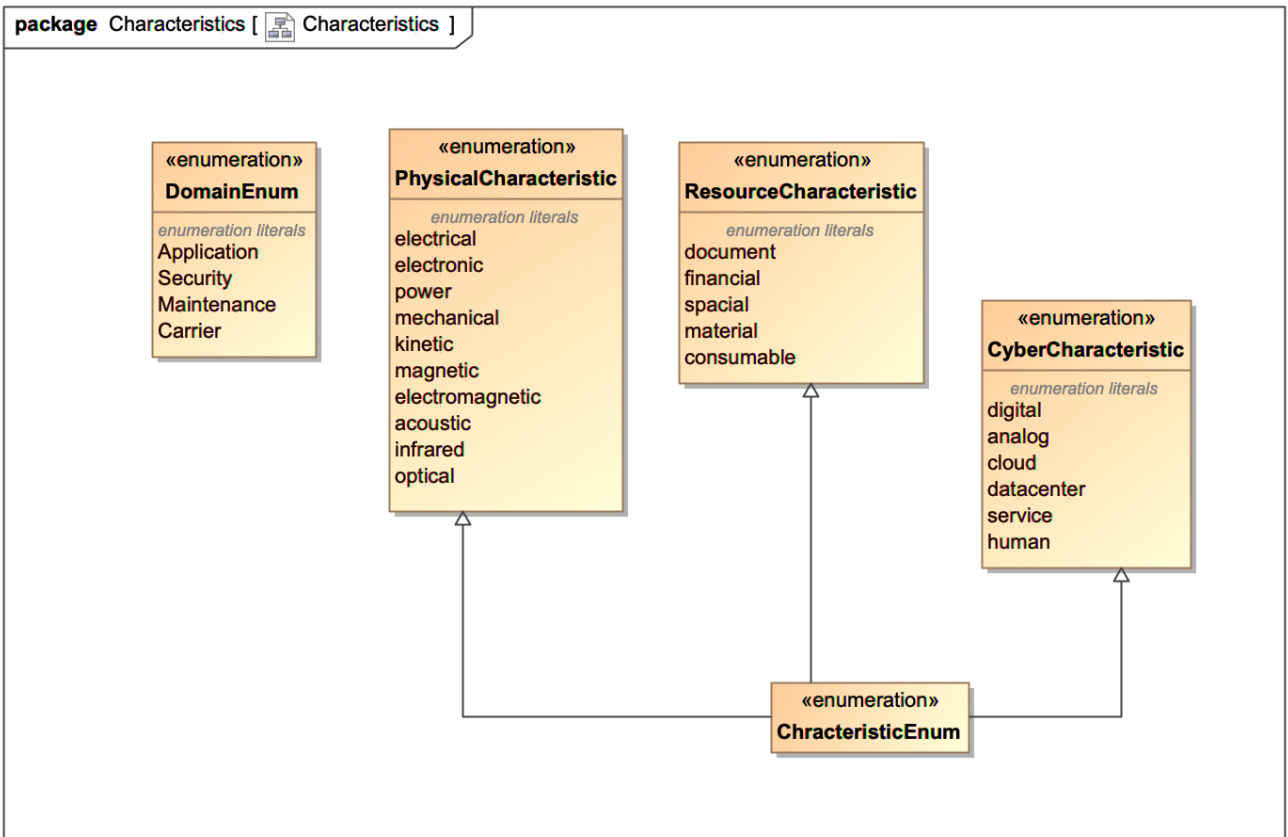 package Characteristics [ Characteristics ]
«enumeration»
DomainEnum
enumeration literals
Application
Security
Maintenance
Carrier
«enumeration»
PhysicalCharacteristic
enumeration literals
electrical
electronic
power
mechanical
kinetic
magnetic
electromagnetic
acoustic
infrared
optical
«enumeration»
ResourceCharacteristic
enumeration literals
document
financial
spacial
material
consumable
«enumeration»
CyberCharacteristic
enumeration literals
digital
analog
cloud
datacenter
service
human
«enumeration»
ChracteristicEnum